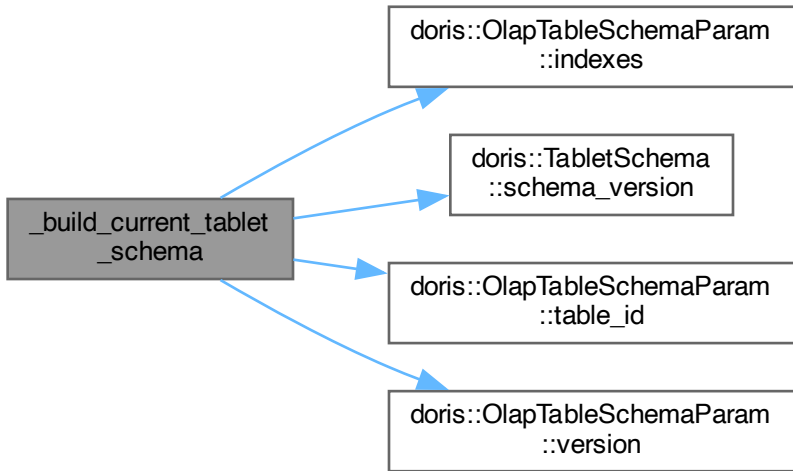 doris::OlapTableSchemaParam
::indexes
doris::TabletSchema
::schema_version
_build_current_tablet
_schema
doris::OlapTableSchemaParam
::table_id
doris::OlapTableSchemaParam
::version